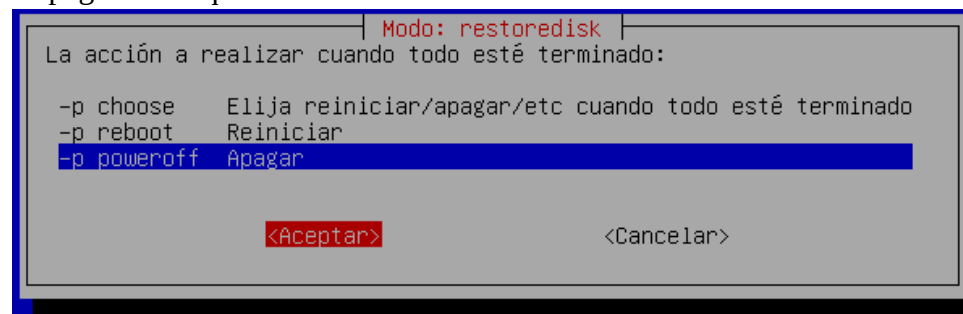 Modo: restoredisk
La acción a realizar cuando todo esté terminado:
-p choose Elija reiniciar/apagar/etc cuando todo esté terminado
-p reboot Reiniciar
-p poweroff Apagar
<Aceptar> <Cancelar>